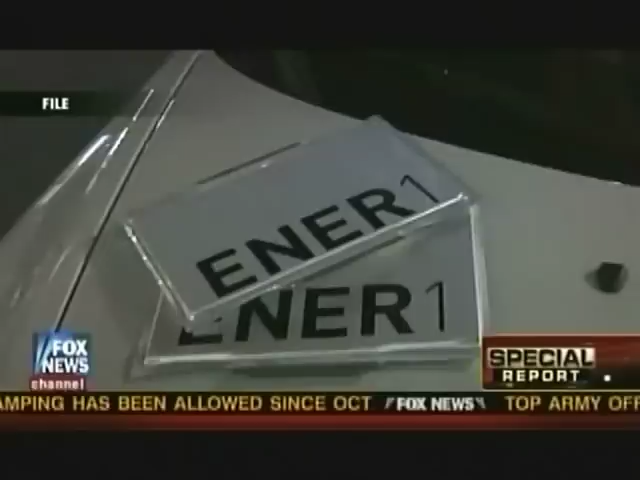 FILE
ENER1
ENER1
FOX
NEWS
channel
SPECIAL
REPORT
AMPING HAS BEEN ALLOWED SINCE OCT FOX NEWS TOP ARMY OFF